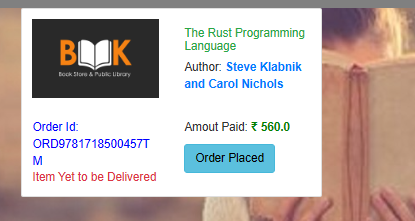 BOOK
Book Store & Public Library
The Rust Programming
Language
Author: Steve Klabnik
and Carol Nichols
Order Id:
ORD9781718500457T
M
Item Yet to be Delivered
Amout Paid: ₹ 560.0
Order Placed